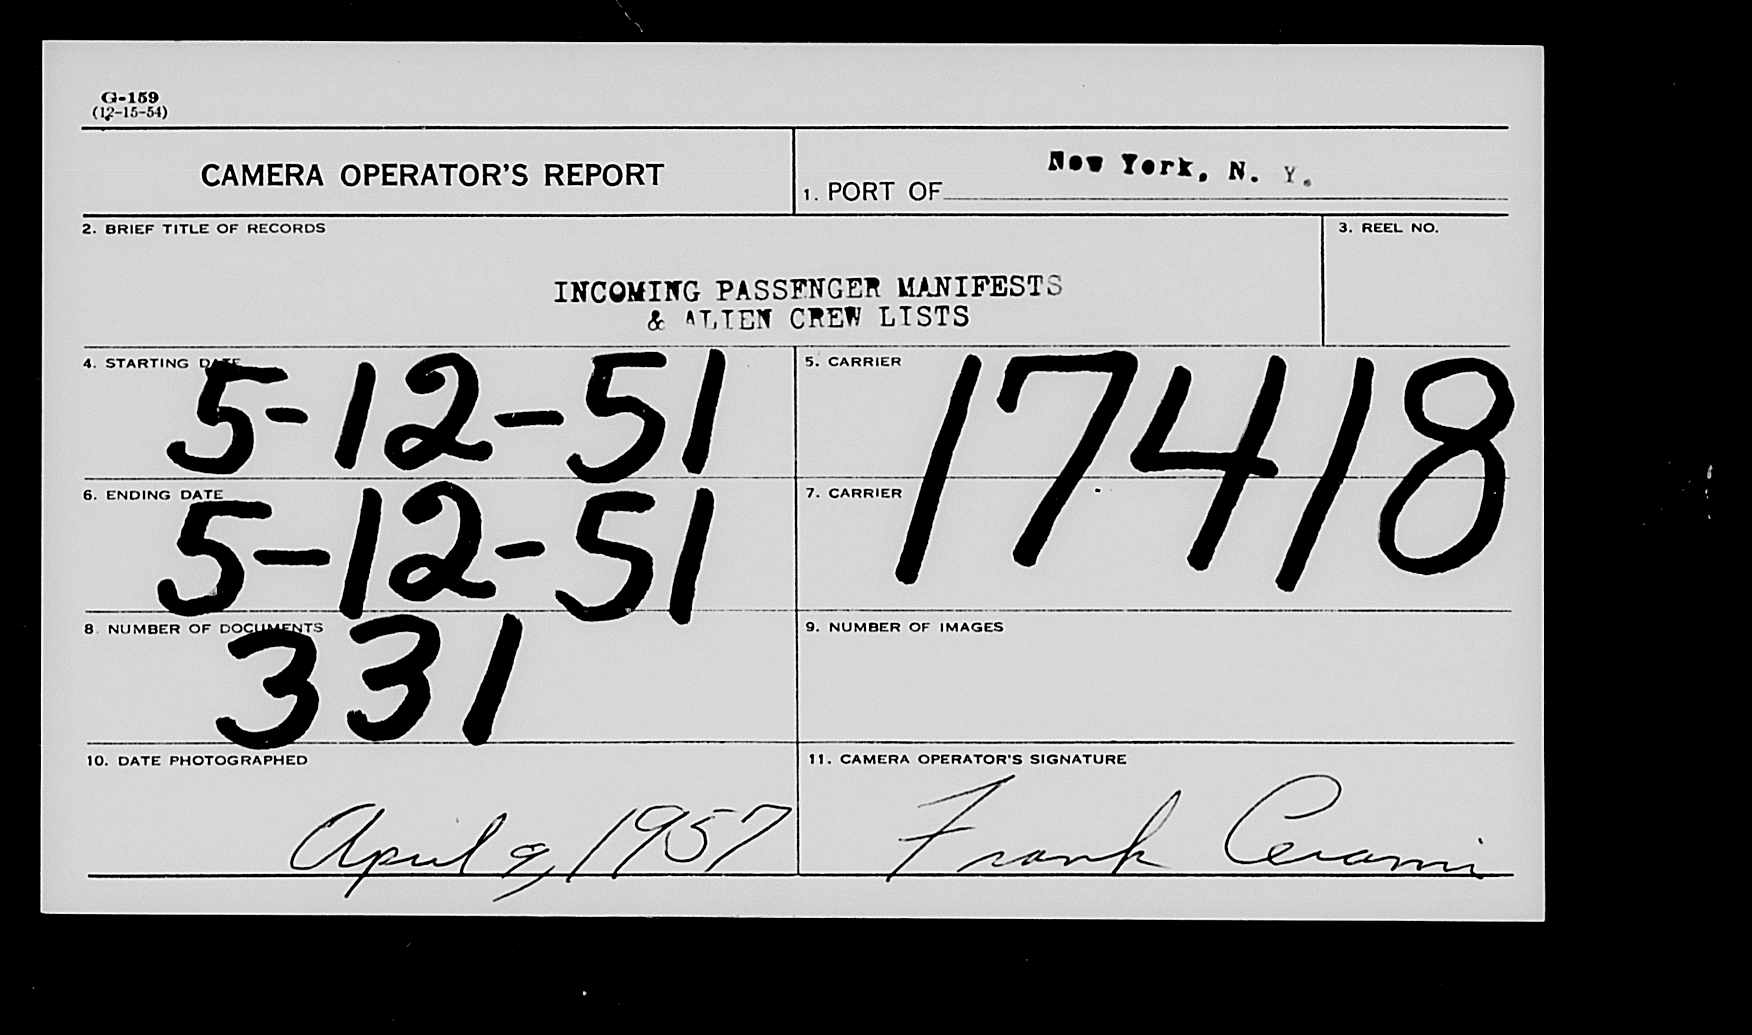 G-159
(12-15-54)
CAMERA OPERATOR'S REPORT
1. PORT OF New York, N. Y.
2. BRIEF TITLE OF RECORDS
3. REEL NO.
INCOMING PASSENGER MANIFESTS
& ALIEN CREW LISTS
4. STARTING DATE
5-12-51
5. CARRIER
17418
6. ENDING DATE
5-12-51
7. CARRIER
8. NUMBER OF DOCUMENTS
331
9. NUMBER OF IMAGES
10. DATE PHOTOGRAPHED
April 9, 1957
11. CAMERA OPERATOR'S SIGNATURE
Frank Cerami